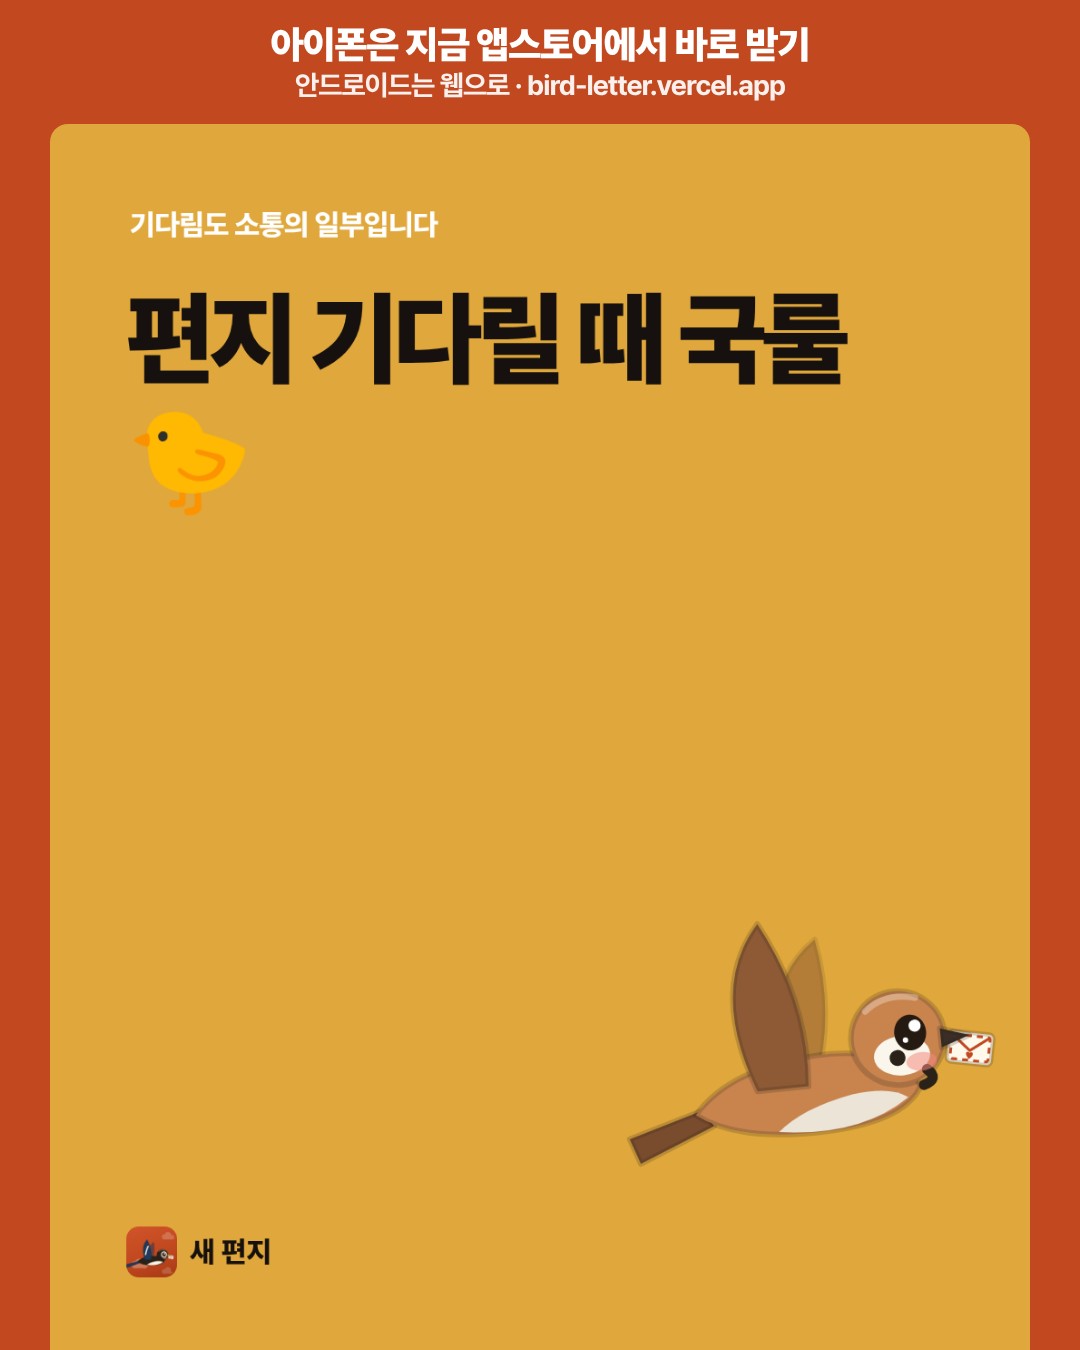 아이폰은 지금 앱스토어에서 바로 받기
안드로이드는 웹으로 · bird-letter.vercel.app
기다림도 소통의 일부입니다
편지 기다릴 때 국룰
🐤
새 편지